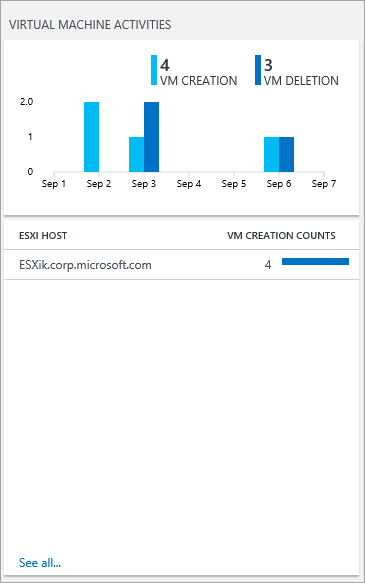 VIRTUAL MACHINE ACTIVITIES
4 3
VM CREATION VM DELETION
2.0
1
0
Sep 1 Sep 2 Sep 3 Sep 4 Sep 5 Sep 6 Sep 7
ESXI HOST VM CREATION COUNTS
ESXik.corp.microsoft.com 4
See all...